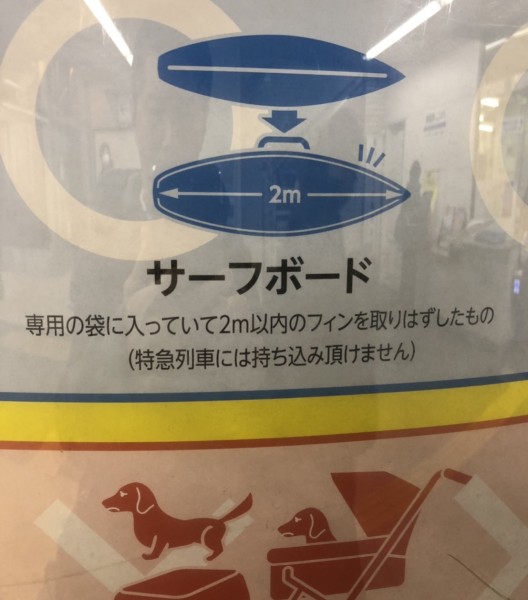 2m
サーフボード
専用の袋に入っていて2m以内のフィンを取りはずしたもの
(特急列車には持ち込み頂けません)